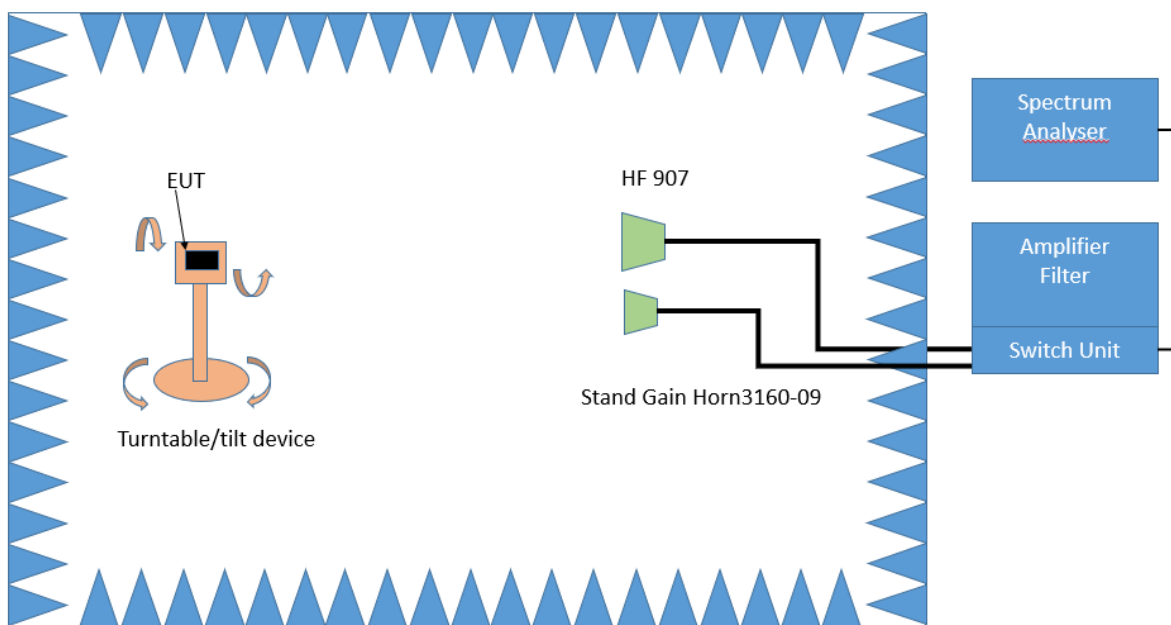 Spectrum
Analyser
EUT
HF 907
Amplifier
Filter
Switch Unit
Stand Gain Horn3160-09
Turntable/tilt device